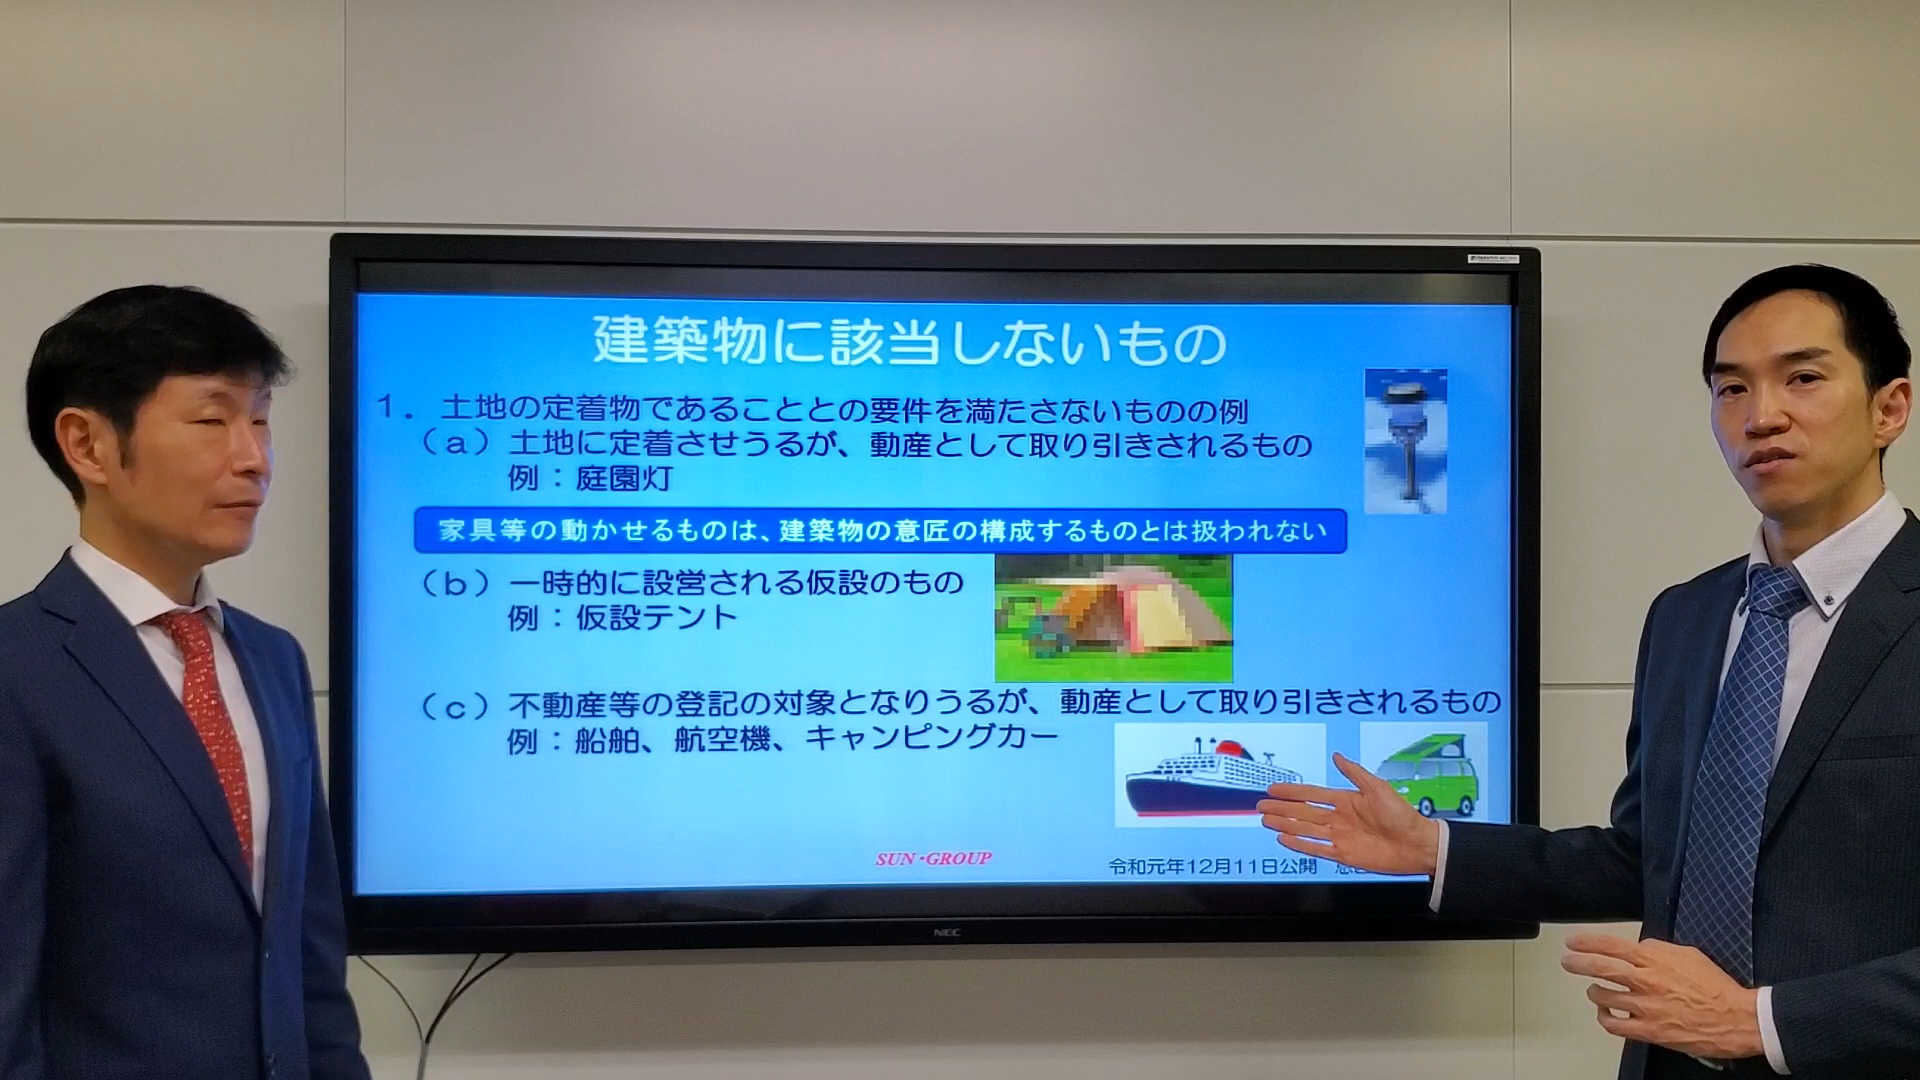 建築物に該当しないもの
１．土地の定着物であることとの要件を満たさないものの例
（ａ）土地に定着させうるが、動産として取り引きされるもの
例：庭園灯
家具等の動かせるものは、建築物の意匠の構成するものとは扱われない
（ｂ）一時的に設営される仮設のもの
例：仮設テント
（ｃ）不動産等の登記の対象となりうるが、動産として取り引きされるもの
例：船舶、航空機、キャンピングカー
SUN・GROUP
令和元年12月11日公開
NEC